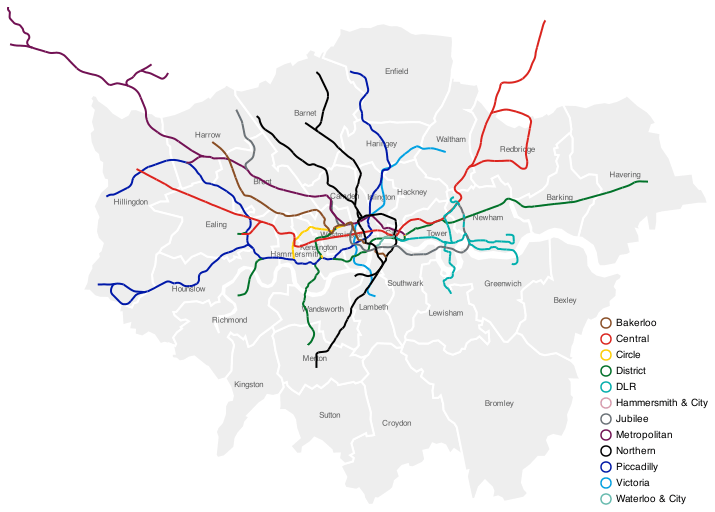 Enfield
Barnet
Harrow
Haringey
Waltham
Redbridge
Havering
Brent
Camden
Islington
Hackney
Barking
Hillingdon
Newham
Ealing
Tower
Kensington
Hammersmith
Hounslow
Southwark
Greenwich
Wandsworth
Lambeth
Lewisham
Bexley
Richmond
Merton
Kingston
Sutton
Croydon
Bromley
Bakerloo
Central
Circle
District
DLR
Hammersmith & City
Jubilee
Metropolitan
Northern
Piccadilly
Victoria
Waterloo & City